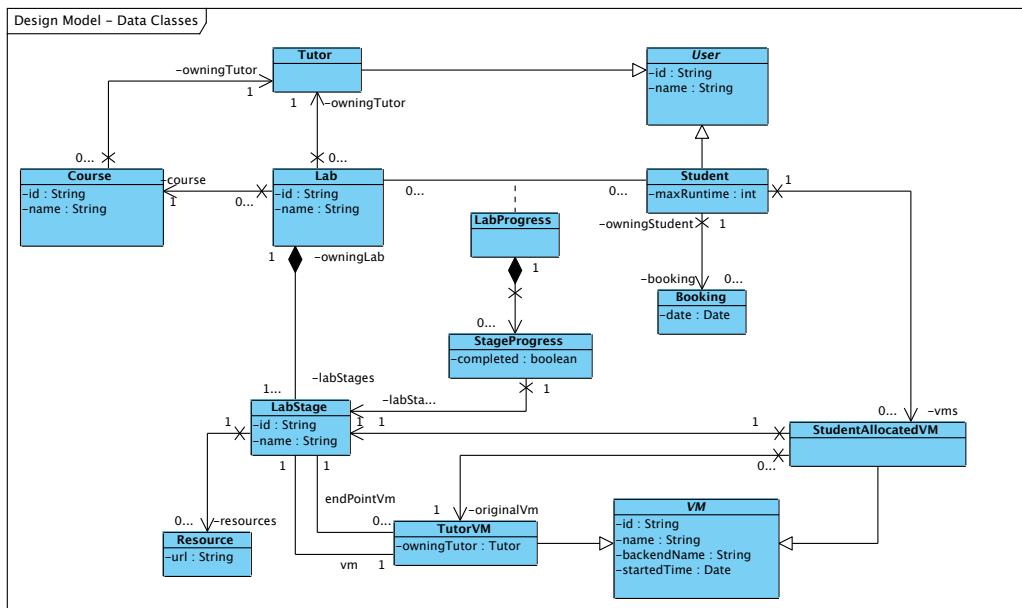 Design Model – Data Classes
Tutor
User
-id : String
-name : String
-owningTutor
1
1
-owningTutor
0...
0...
Course
-id : String
-name : String
-course
1
0...
Lab
-id : String
-name : String
0...
0...
Student
-maxRuntime : int
1
LabProgress
1
-owningStudent
1
1
-owningLab
-booking
0...
Booking
-date : Date
0...
StageProgress
-completed : boolean
1
-labStages
1...
-labSta...
LabStage
-id : String
-name : String
1
1
1
1
0...
-vms
StudentAllocatedVM
0...
1
1
1
endPointVm
0...
1
-originalVm
0...
-resources
Resource
-url : String
TutorVM
-owningTutor : Tutor
vm
1
VM
-id : String
-name : String
-backendName : String
-startedTime : Date